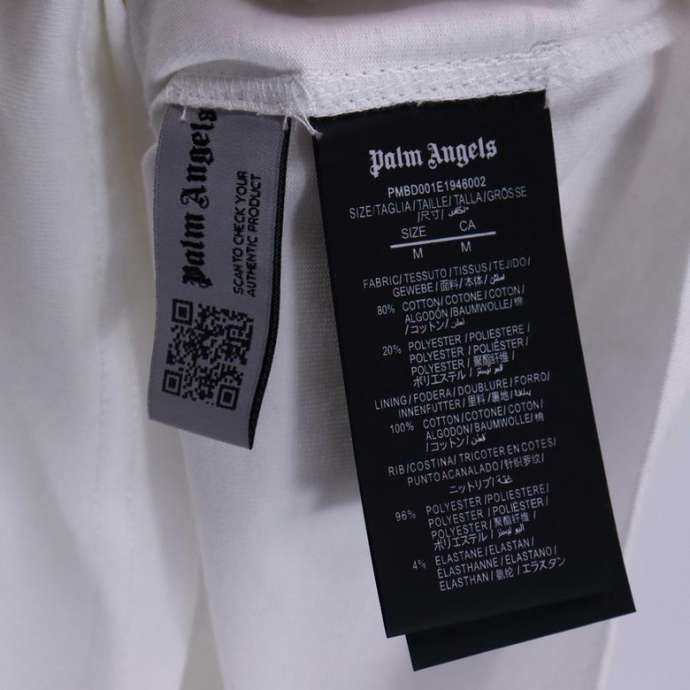 Palm Angels
SCAN TO CHECK YOUR
AUTHENTIC PRODUCT
Palm Angels
PMBD001E1946002
SIZE/TAGLIA/TAILLE/TALLA/GRÖSSE
/尺寸/
SIZE CA
M M
FABRIC/TESSUTO/TISSUS/TEJIDO/
GEWEBE/面料/本体/
80% COTTON/COTONE/COTON/
ALGODÓN/BAUMWOLLE/棉
/コットン/قطن
20% POLYESTER/POLIESTERE/
POLYESTER/POLIÉSTER/
POLYESTER/聚酯纤维/
ポリエステル/
LINING/FODERA/DOUBLURE/FORRO/
INNENFUTTER/里料/裏地/بطانة
100% COTTON/COTONE/COTON/
ALGODÓN/BAUMWOLLE/棉
/コットン/قطن
RIB/COSTINA/TRICOTER EN COTES/
PUNTO ACANALADO/针织罗纹/
ニットリブ/
96% POLYESTER/POLIESTERE/
POLYESTER/POLIÉSTER/
POLYESTER/聚酯纤维/
ポリエステル/
4% ELASTANE/ELASTAN/
ELASTHANNE/ELASTANO/
ELASTHAN/氨纶/エラスタン